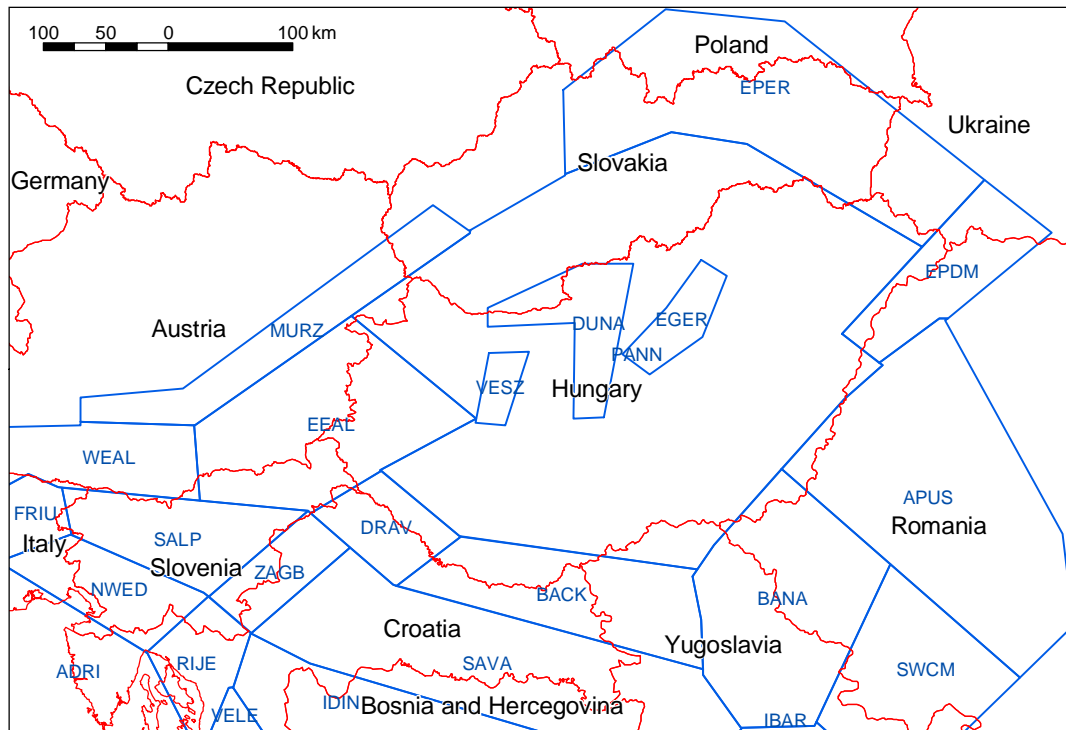 100 50 0 100 km
Poland
Czech Republic
EPER
Ukraine
Slovakia
Germany
EPDM
DUNA
EGER
Austria
MURZ
PANN
VESZ
Hungary
EEAL
WEAL
APUS
FRIU
DRAV
Romania
SALP
Italy
Slovenia
ZAGB
NWED
BACK
BANA
Croatia
Yugoslavia
RIJE
SAVA
ADRI
SWCM
IDIN
Bosnia and Hercegovina
VELE
IBAR